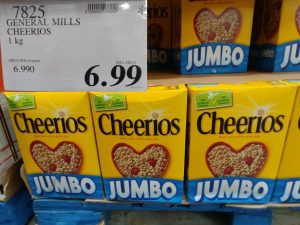 7825
GENERAL MILLS
CHEERIOS
1 kg
6.990
6.99
JUMBO
JUMBO
Cheerios
Cheerios
Cheerios
JUMBO
JUMBO
JUMBO